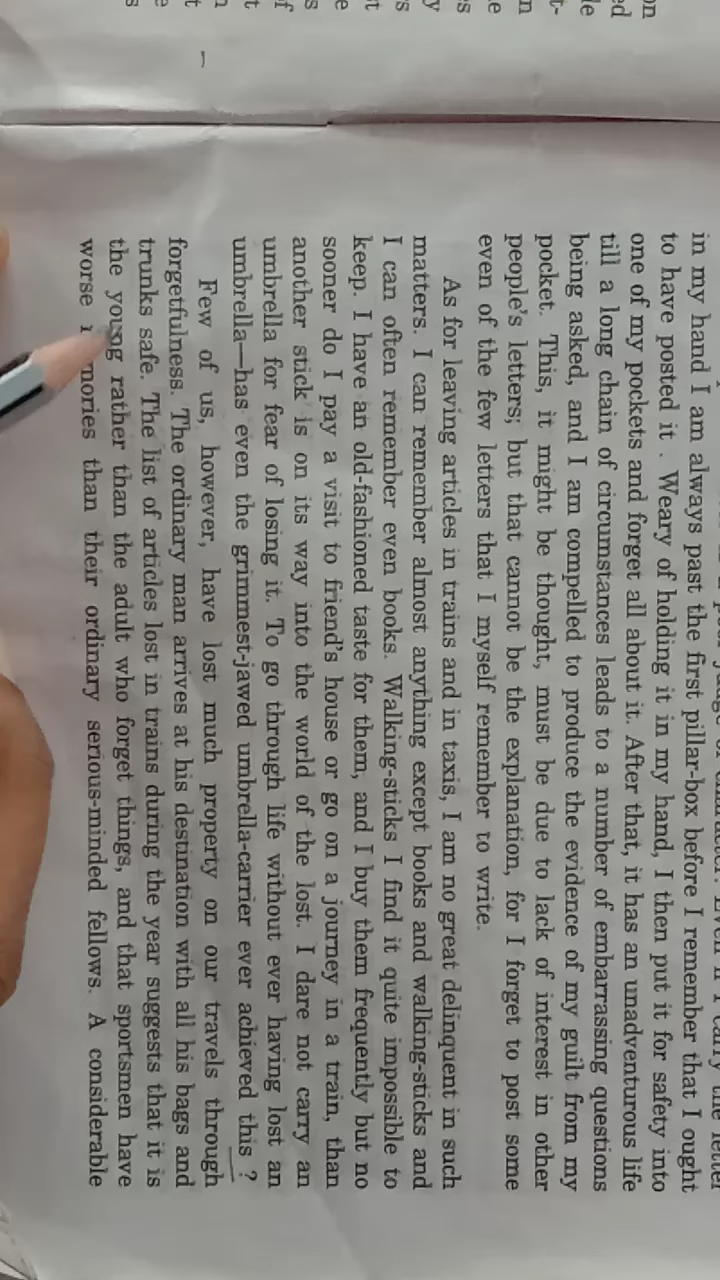 in my hand I am always past the first pillar-box before I remember that I ought
to have posted it . Weary of holding it in my hand, I then put it for safety into
one of my pockets and forget all about it. After that, it has an unadventurous life
till a long chain of circumstances leads to a number of embarrassing questions
being asked, and I am compelled to produce the evidence of my guilt from my
pocket. This, it might be thought, must be due to lack of interest in other
people's letters; but that cannot be the explanation, for I forget to post some
even of the few letters that I myself remember to write.
As for leaving articles in trains and in taxis, I am no great delinquent in such
matters. I can remember almost anything except books and walking-sticks and
I can often remember even books. Walking-sticks I find it quite impossible to
keep. I have an old-fashioned taste for them, and I buy them frequently but no
sooner do I pay a visit to friend's house or go on a journey in a train, than
another stick is on its way into the world of the lost. I dare not carry an
umbrella for fear of losing it. To go through life without ever having lost an
umbrella—has even the grimmest-jawed umbrella-carrier ever achieved this ?
Few of us, however, have lost much property on our travels through
forgetfulness. The ordinary man arrives at his destination with all his bags and
trunks safe. The list of articles lost in trains during the year suggests that it is
the young rather than the adult who forget things, and that sportsmen have
worse than their ordinary serious-minded fellows. A considerable